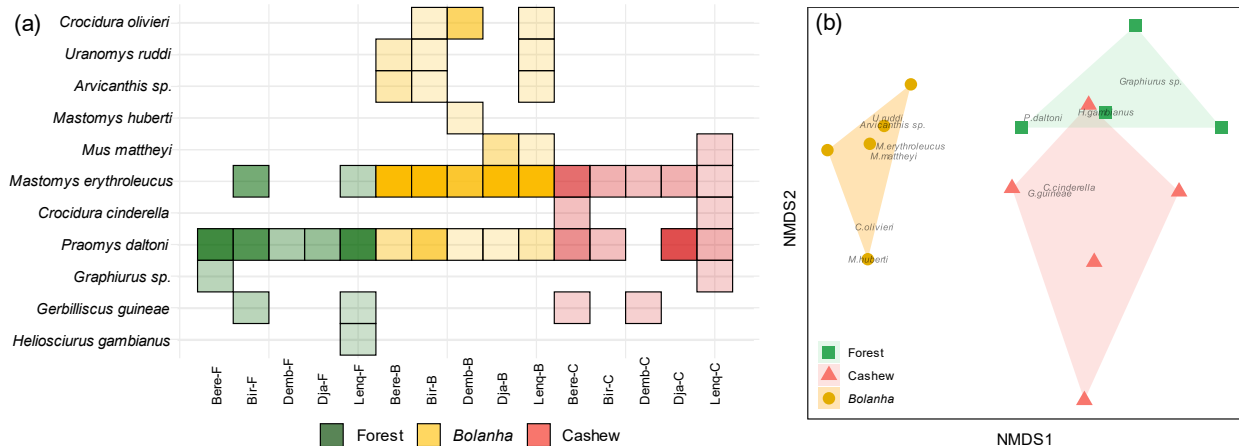 (a)
Crocidura olivieri
Uranomys ruddi
Arvicanthis sp.
Mastomys huberti
Mus mattheyi
Mastomys erythroleucus
Crocidura cinderella
Praomys daltoni
Graphiurus sp.
Gerbilliscus guineae
Heliosciurus gambianus
Bere-F
Bir-F
Demb-F
Dja-F
Lenq-F
Bere-B
Bir-B
Demb-B
Dja-B
Lenq-B
Bere-C
Bir-C
Demb-C
Dja-C
Lenq-C
Forest Bolanha Cashew
(b)
Graphiurus sp.
H.gambianus
P.daltoni
U.ruddi
Arvicanthis sp.
M.erythroleucus
M.mattheyi
C.cinderella
G.guineae
C.olivieri
M.huberti
Forest
Cashew
Bolanha
NMDS2
NMDS1